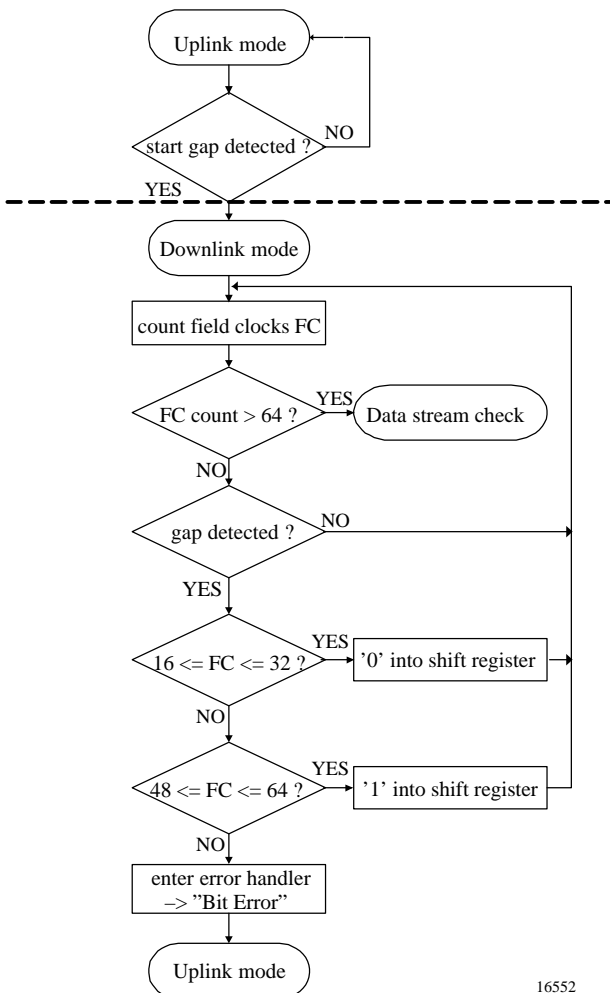 Uplink mode
NO
start gap detected ?
YES
Downlink mode
count field clocks FC
YES
FC count > 64 ?
Data stream check
NO
NO
gap detected ?
YES
YES
16 <= FC <= 32 ?
’0’ into shift register
NO
YES
48 <= FC <= 64 ?
’1’ into shift register
NO
enter error handler
–> ”Bit Error”
Uplink mode
16552